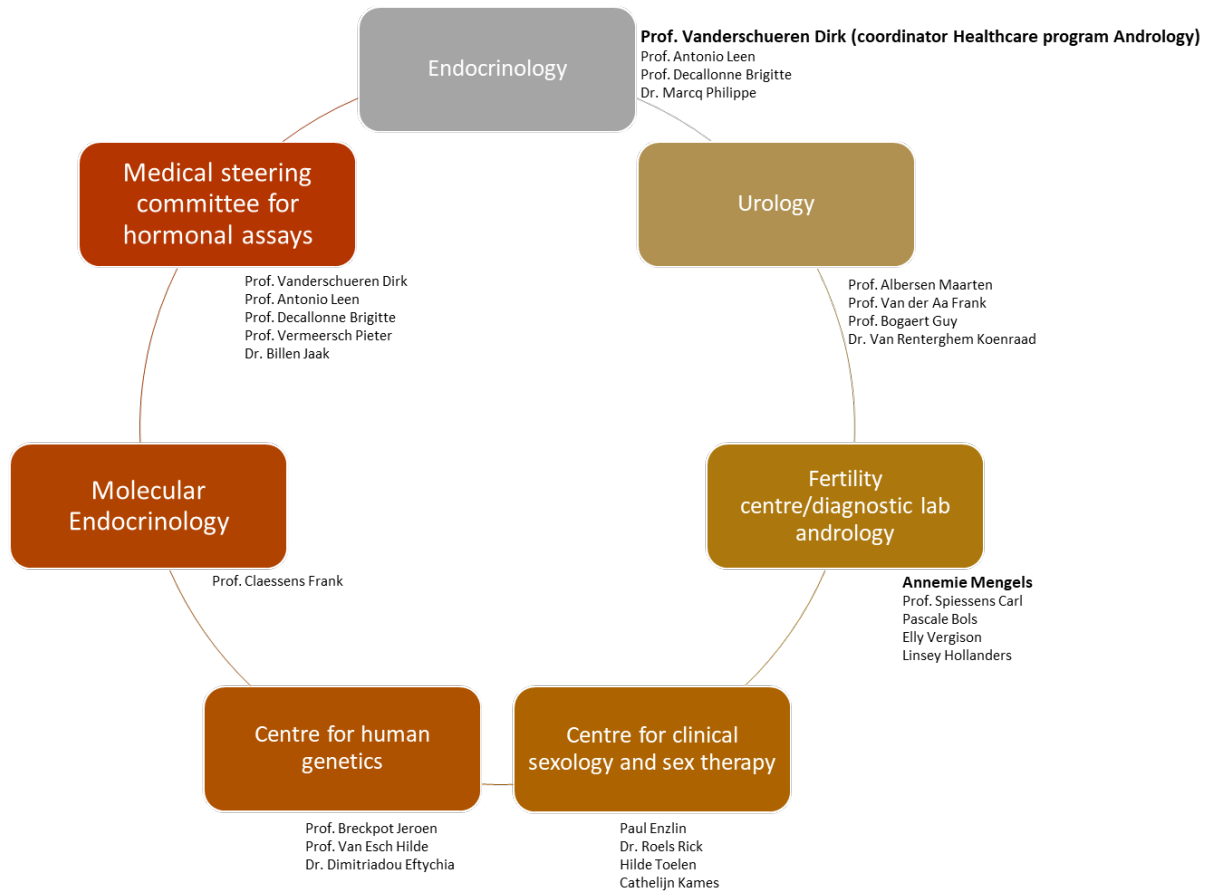 Endocrinology
Prof. Vanderschueren Dirk (coordinator Healthcare program Andrology)
Prof. Antonio Leen
Prof. Decallonne Brigitte
Dr. Marcq Philippe
Urology
Prof. Albersen Maarten
Prof. Van der Aa Frank
Prof. Bogaert Guy
Dr. Van Renterghem Koenraad
Fertility
centre/diagnostic lab
andrology
Annemie Mengels
Prof. Spiessens Carl
Pascale Bols
Elly Vergison
Linsey Hollanders
Centre for clinical
sexology and sex therapy
Paul Enzlin
Dr. Roels Rick
Hilde Toelen
Cathelijn Kames
Centre for human
genetics
Prof. Breckpot Jeroen
Prof. Van Esch Hilde
Dr. Dimitriadou Eftychia
Molecular
Endocrinology
Prof. Claessens Frank
Medical steering
committee for
hormonal assays
Prof. Vanderschueren Dirk
Prof. Antonio Leen
Prof. Decallonne Brigitte
Prof. Vermeersch Pieter
Dr. Billen Jaak